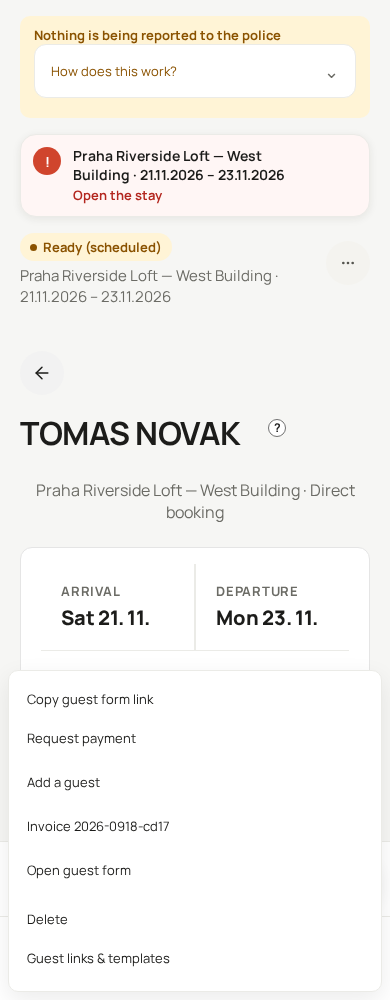 Nothing is being reported to the police
How does this work?
!
Praha Riverside Loft — West
Building · 21.11.2026 – 23.11.2026
Open the stay
Ready (scheduled)
Praha Riverside Loft — West Building ·
21.11.2026 – 23.11.2026
TOMAS NOVAK ?
Praha Riverside Loft — West Building · Direct
booking
ARRIVAL
Sat 21. 11.
DEPARTURE
Mon 23. 11.
Copy guest form link
Request payment
Add a guest
Invoice 2026-0918-cd17
Open guest form
Delete
Guest links & templates